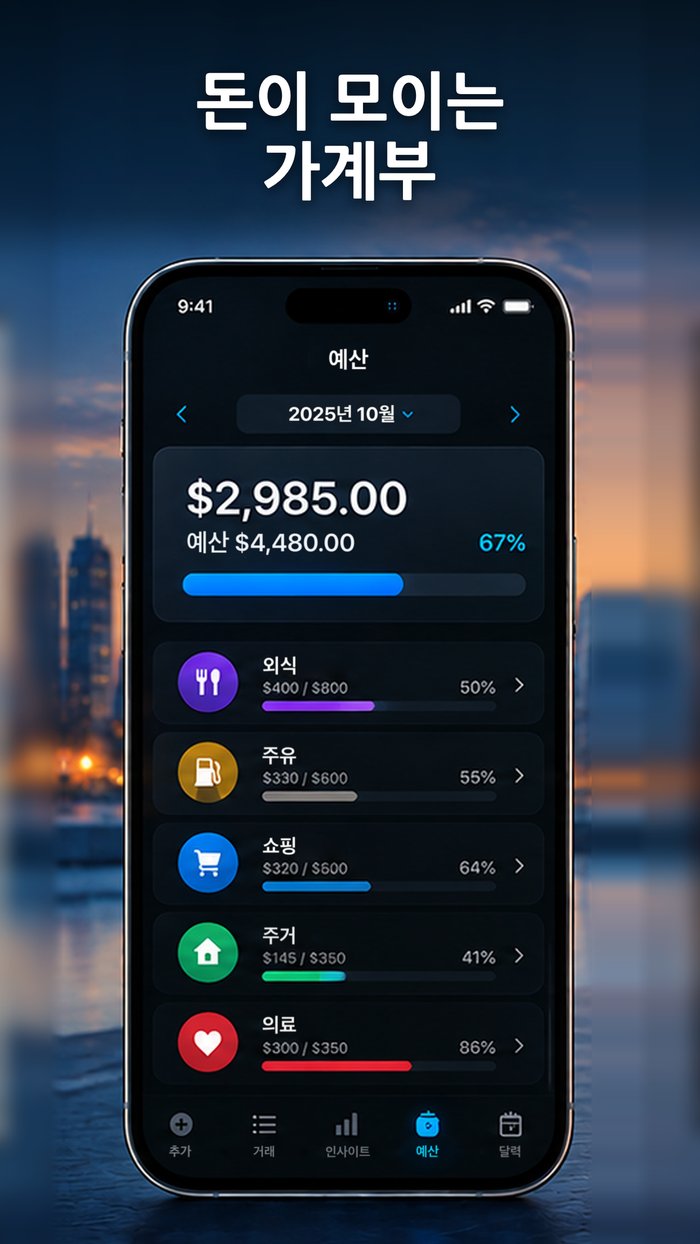 돈이 모이는
가계부
9:41
예산
2025년 10월
$2,985.00
예산 $4,480.00
67%
외식
$400 / $800
50%
주유
$330 / $600
55%
쇼핑
$320 / $500
64%
주거
$145 / $350
41%
의료
$300 / $350
86%
추가
거래
인사이트
예산
달력